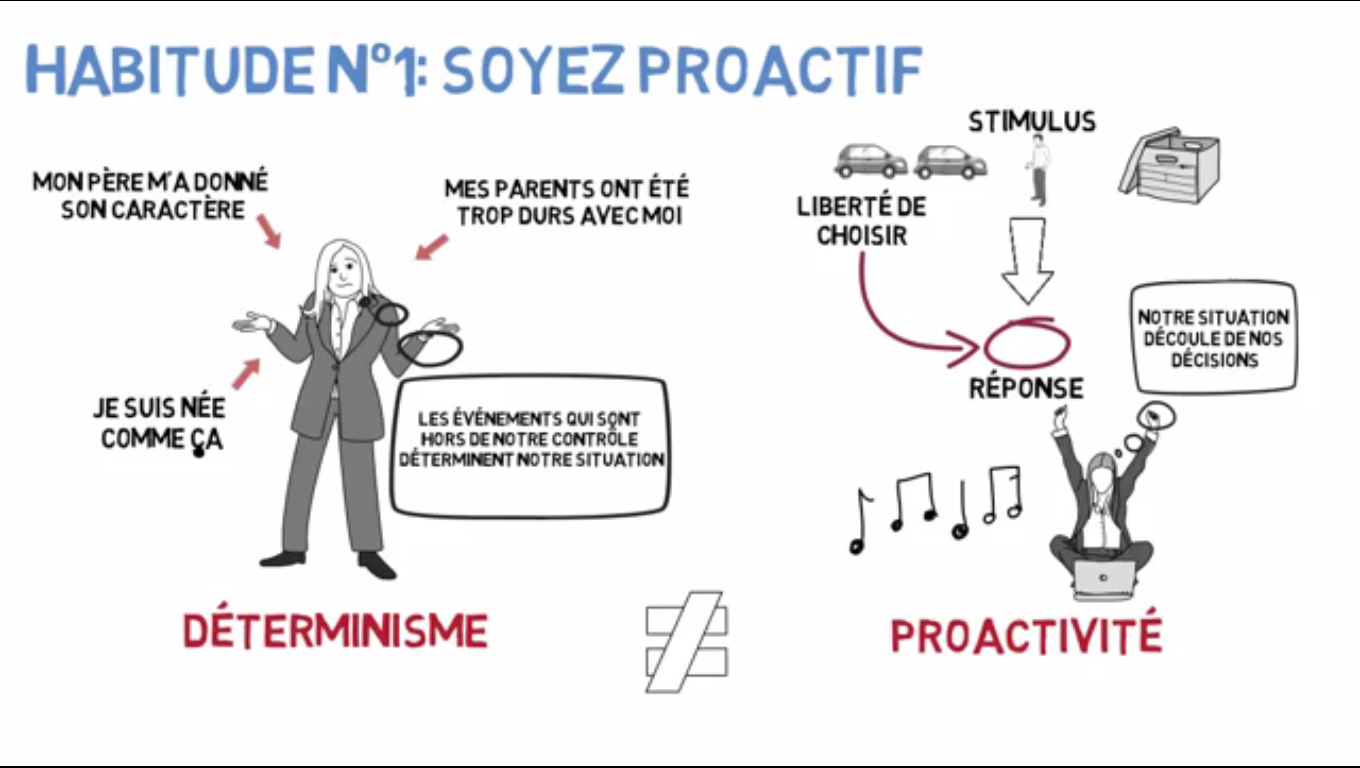 HABITUDE N°1: SOYEZ PROACTIF
MON PÈRE M'A DONNÉ
SON CARACTÈRE
MES PARENTS ONT ÉTÉ
TROP DURS AVEC MOI
JE SUIS NÉE
COMME ÇA
LES ÉVÉNEMENTS QUI SONT
HORS DE NOTRE CONTRÔLE
DÉTERMINENT NOTRE SITUATION
DÉTERMINISME
≠
STIMULUS
LIBERTÉ DE
CHOISIR
RÉPONSE
NOTRE SITUATION
DÉCOULE DE NOS
DÉCISIONS
PROACTIVITÉ